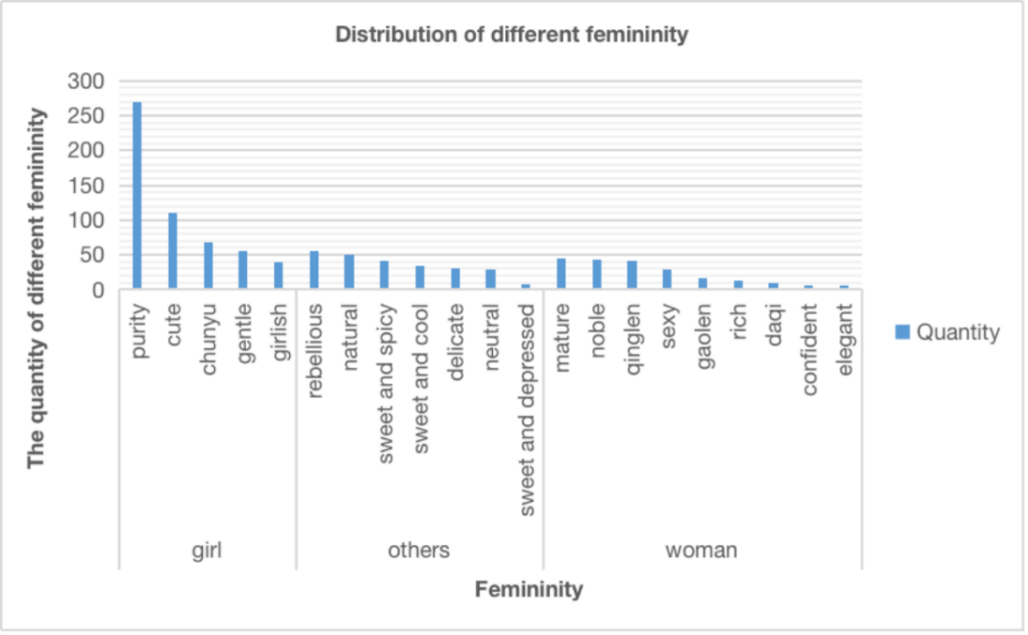 Distribution of different femininity
The quantity of different femininity
300
250
200
150
100
50
0
purity
cute
chunyu
gentle
girlish
rebellious
natural
sweet and spicy
sweet and cool
delicate
neutral
sweet and depressed
mature
noble
qinglen
sexy
gaolen
rich
daqi
confident
elegant
girl
others
woman
Femininity
Quantity